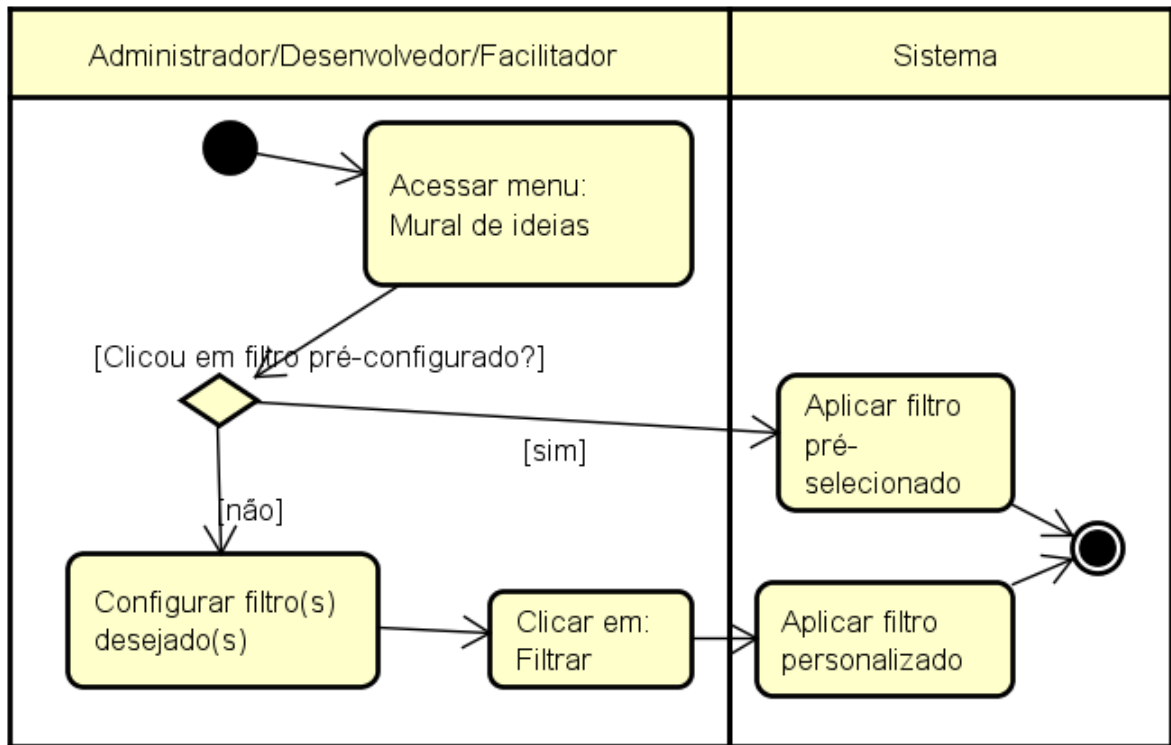 Administrador/Desenvolvedor/Facilitador
Sistema
Acessar menu:
Mural de ideias
[Clicou em filtro pré-configurado?]
Aplicar filtro
pré-
selecionado
[sim]
[não]
Configurar filtro(s)
desejado(s)
Clicar em:
Filtrar
Aplicar filtro
personalizado